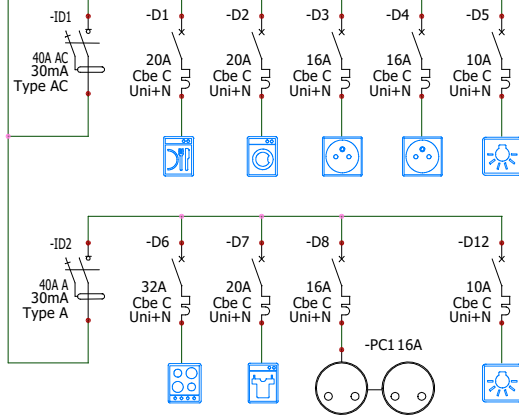 -ID1 -D1 -D2 -D3 -D4 -D5
40A AC 20A 20A 16A 16A 10A
30mA Cbe C Cbe C Cbe C Cbe C Cbe C
Type AC Uni+N Uni+N Uni+N Uni+N Uni+N
-ID2 -D6 -D7 -D8 -D12
40A A 32A 20A 16A 10A
30mA Cbe C Cbe C Cbe C Cbe C
Type A Uni+N Uni+N Uni+N Uni+N
-PC1 16A